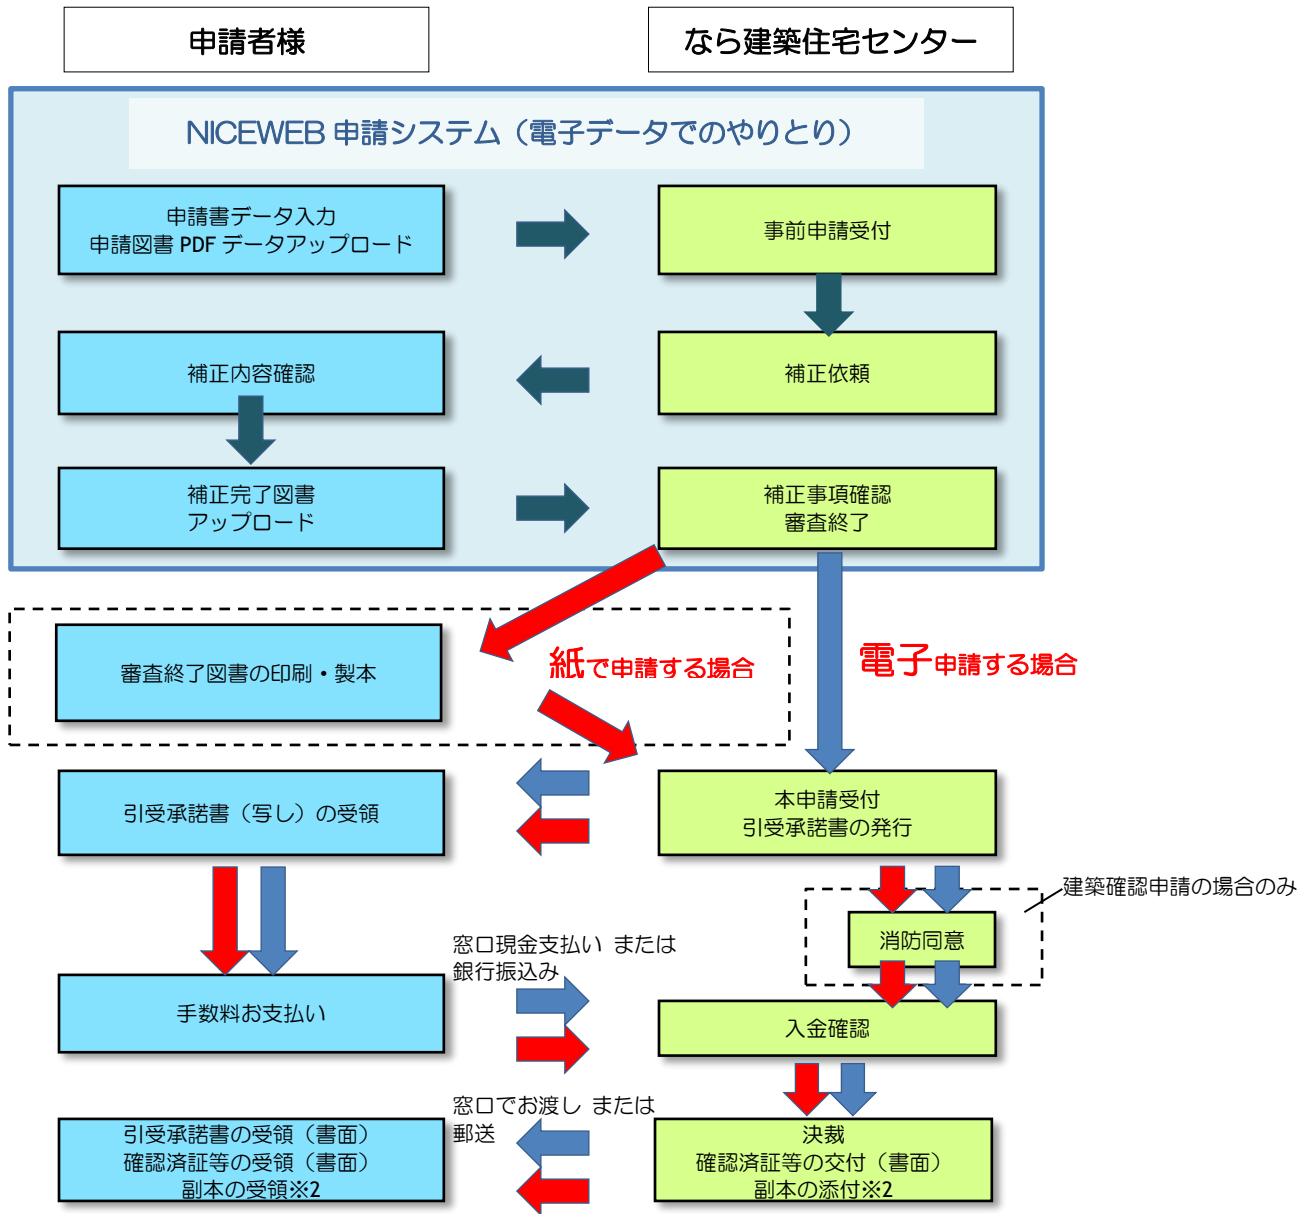 申請者様
なら建築住宅センター
NICEWEB 申請システム（電子データでのやりとり）
申請書データ入力
申請図書 PDF データアップロード
事前申請受付
補正内容確認
補正依頼
補正完了図書
アップロード
補正事項確認
審査終了
審査終了図書の印刷・製本
紙で申請する場合
電子申請する場合
引受承諾書（写し）の受領
本申請受付
引受承諾書の発行
建築確認申請の場合のみ
消防同意
窓口現金支払い または
銀行振込み
手数料お支払い
入金確認
窓口でお渡し または
郵送
引受承諾書の受領（書面）
確認済証等の受領（書面）
副本の受領※2
決裁
確認済証等の交付（書面）
副本の添付※2